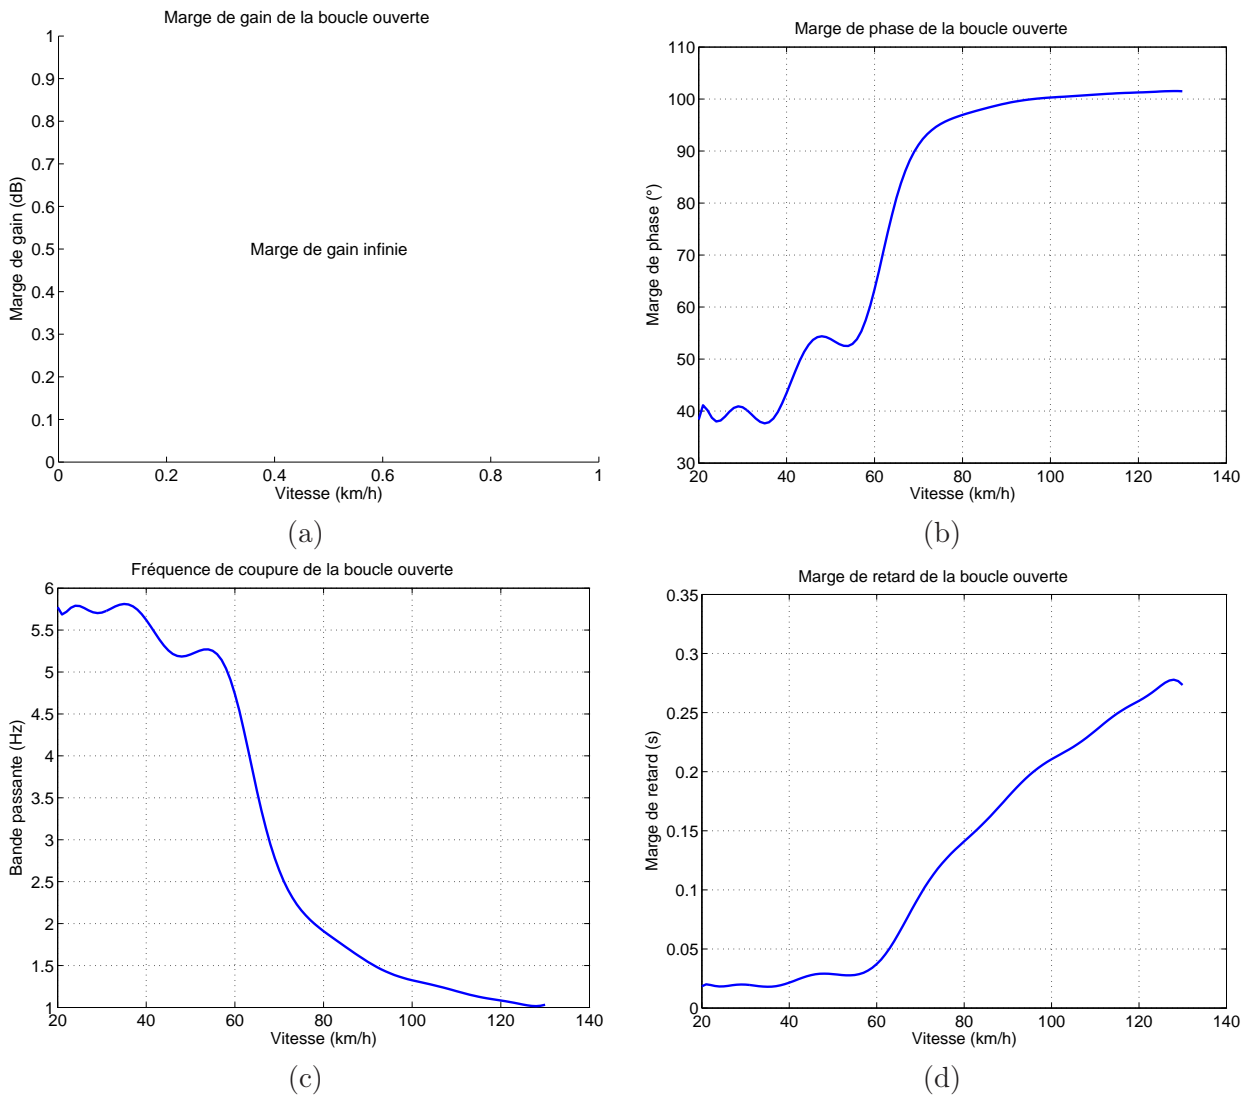 Marge de gain de la boucle ouverte
1
0.9
0.8
0.7
0.6
0.5
0.4
0.3
0.2
0.1
0
Marge de gain (dB)
Marge de gain infinie
0 0.2 0.4 0.6 0.8 1
Vitesse (km/h)
(a)
Marge de phase de la boucle ouverte
110
100
90
80
70
60
50
40
30
Marge de phase (°)
20 40 60 80 100 120 140
Vitesse (km/h)
(b)
Fréquence de coupure de la boucle ouverte
6
5.5
5
4.5
4
3.5
3
2.5
2
1.5
1
Bande passante (Hz)
20 40 60 80 100 120 140
Vitesse (km/h)
(c)
Marge de retard de la boucle ouverte
0.35
0.3
0.25
0.2
0.15
0.1
0.05
0
Marge de retard (s)
20 40 60 80 100 120 140
Vitesse (km/h)
(d)